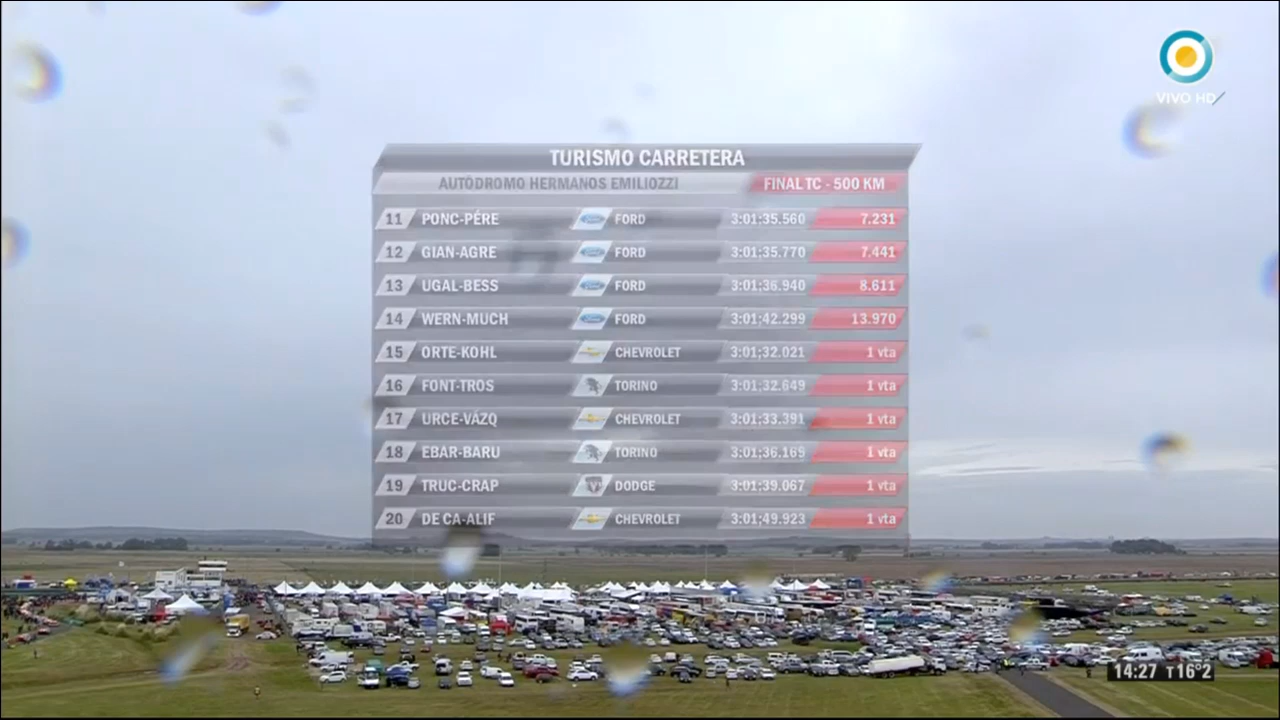 VIVO HD
TURISMO CARRETERA
AUTÓDROMO HERMANOS EMILIOZZI FINAL TC - 500 KM
11 PONC-PÉRE FORD 3:01;35.560 7.231
12 GIAN-AGRE FORD 3:01;35.770 7.441
13 UGAL-BESS FORD 3:01;36.940 8.611
14 WERN-MUCH FORD 3:01;42.299 13.970
15 ORTE-KOHL CHEVROLET 3:01;32.021 1 vta
16 FONT-TROS TORINO 3:01;32.649 1 vta
17 URCE-VÁZQ CHEVROLET 3:01;33.391 1 vta
18 EBAR-BARU TORINO 3:01;36.169 1 vta
19 TRUC-CRAP DODGE 3:01;39.067 1 vta
20 DE CA-ALIF CHEVROLET 3:01;49.923 1 vta
14:27 T 16°2